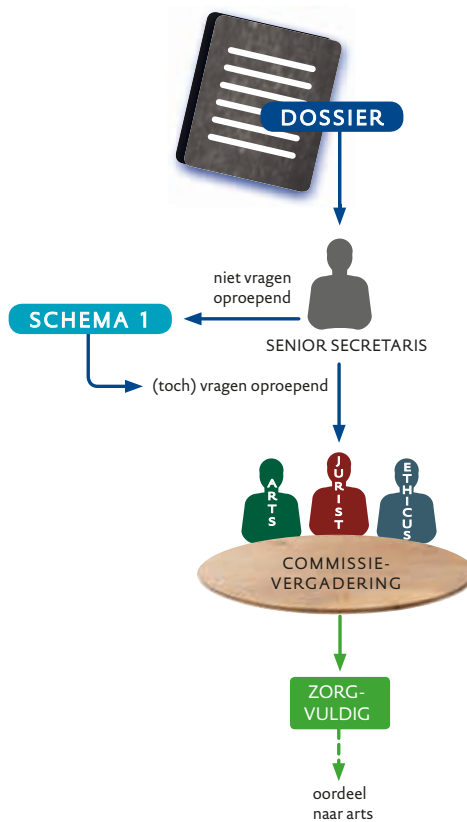 DOSSIER
niet vragen
oproepend
SCHEMA 1
SENIOR SECRETARIS
(toch) vragen oproepend
ARTS
JURIST
ETHICUS
COMMISSIE-
VERGADERING
ZORG-
VULDIG
oordeel
naar arts